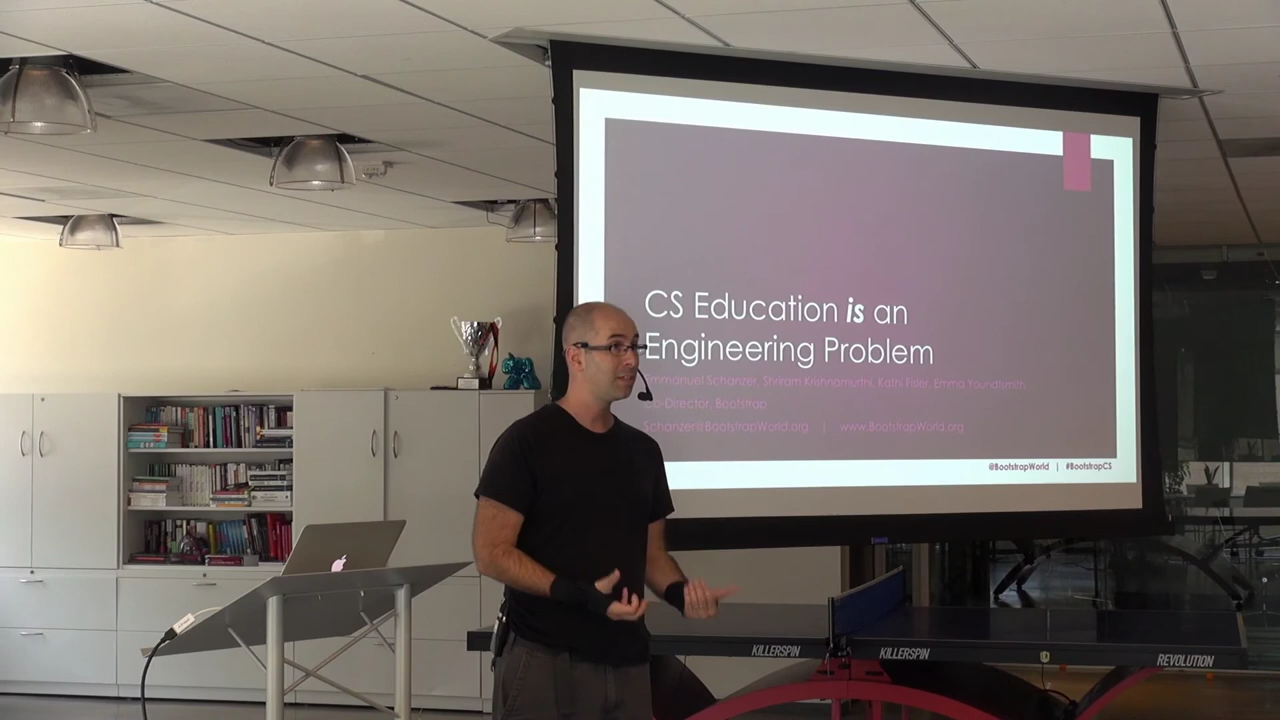 CS Education is an
Engineering Problem
Emmanuel Schanzer, Shriram Krishnamurthi, Kathi Fisler, Emma Youndtsmith
Co-Director, Bootstrap
Schanzer@BootstrapWorld.org | www.BootstrapWorld.org
@BootstrapWorld | #BootstrapCS
KILLERSPIN
KILLERSPIN
REVOLUTION